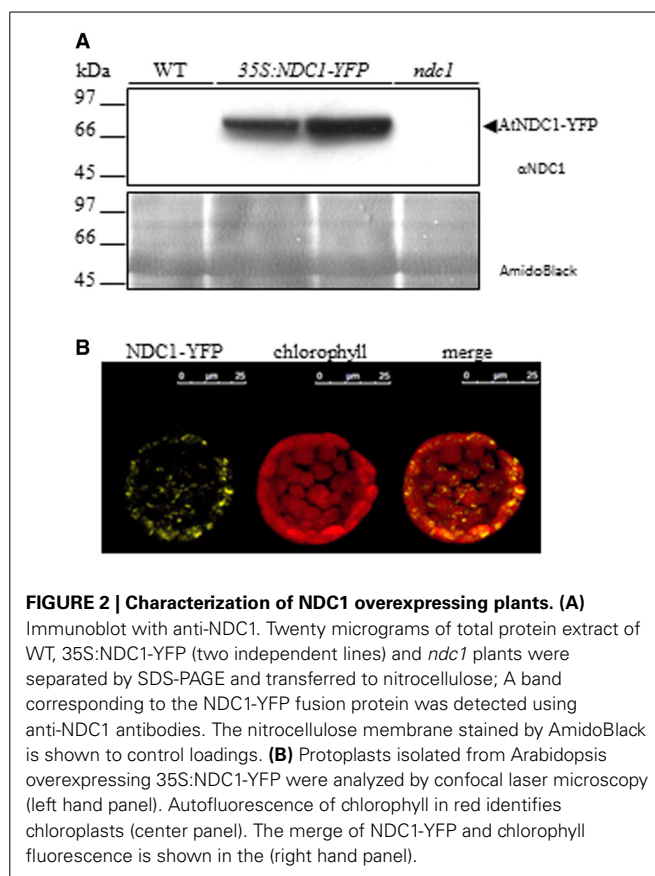 A
kDa WT 35S:NDC1-YFP ndc1
97
66
45
AtNDC1-YFP
αNDC1
97
66
45
AmidoBlack
B
NDC1-YFP chlorophyll merge
0 µm 25 0 µm 25 0 µm 25
FIGURE 2 | Characterization of NDC1 overexpressing plants. (A)
Immunoblot with anti-NDC1. Twenty micrograms of total protein extract of
WT, 35S:NDC1-YFP (two independent lines) and ndc1 plants were
separated by SDS-PAGE and transferred to nitrocellulose; A band
corresponding to the NDC1-YFP fusion protein was detected using
anti-NDC1 antibodies. The nitrocellulose membrane stained by AmidoBlack
is shown to control loadings. (B) Protoplasts isolated from Arabidopsis
overexpressing 35S:NDC1-YFP were analyzed by confocal laser microscopy
(left hand panel). Autofluorescence of chlorophyll in red identifies
chloroplasts (center panel). The merge of NDC1-YFP and chlorophyll
fluorescence is shown in the (right hand panel).